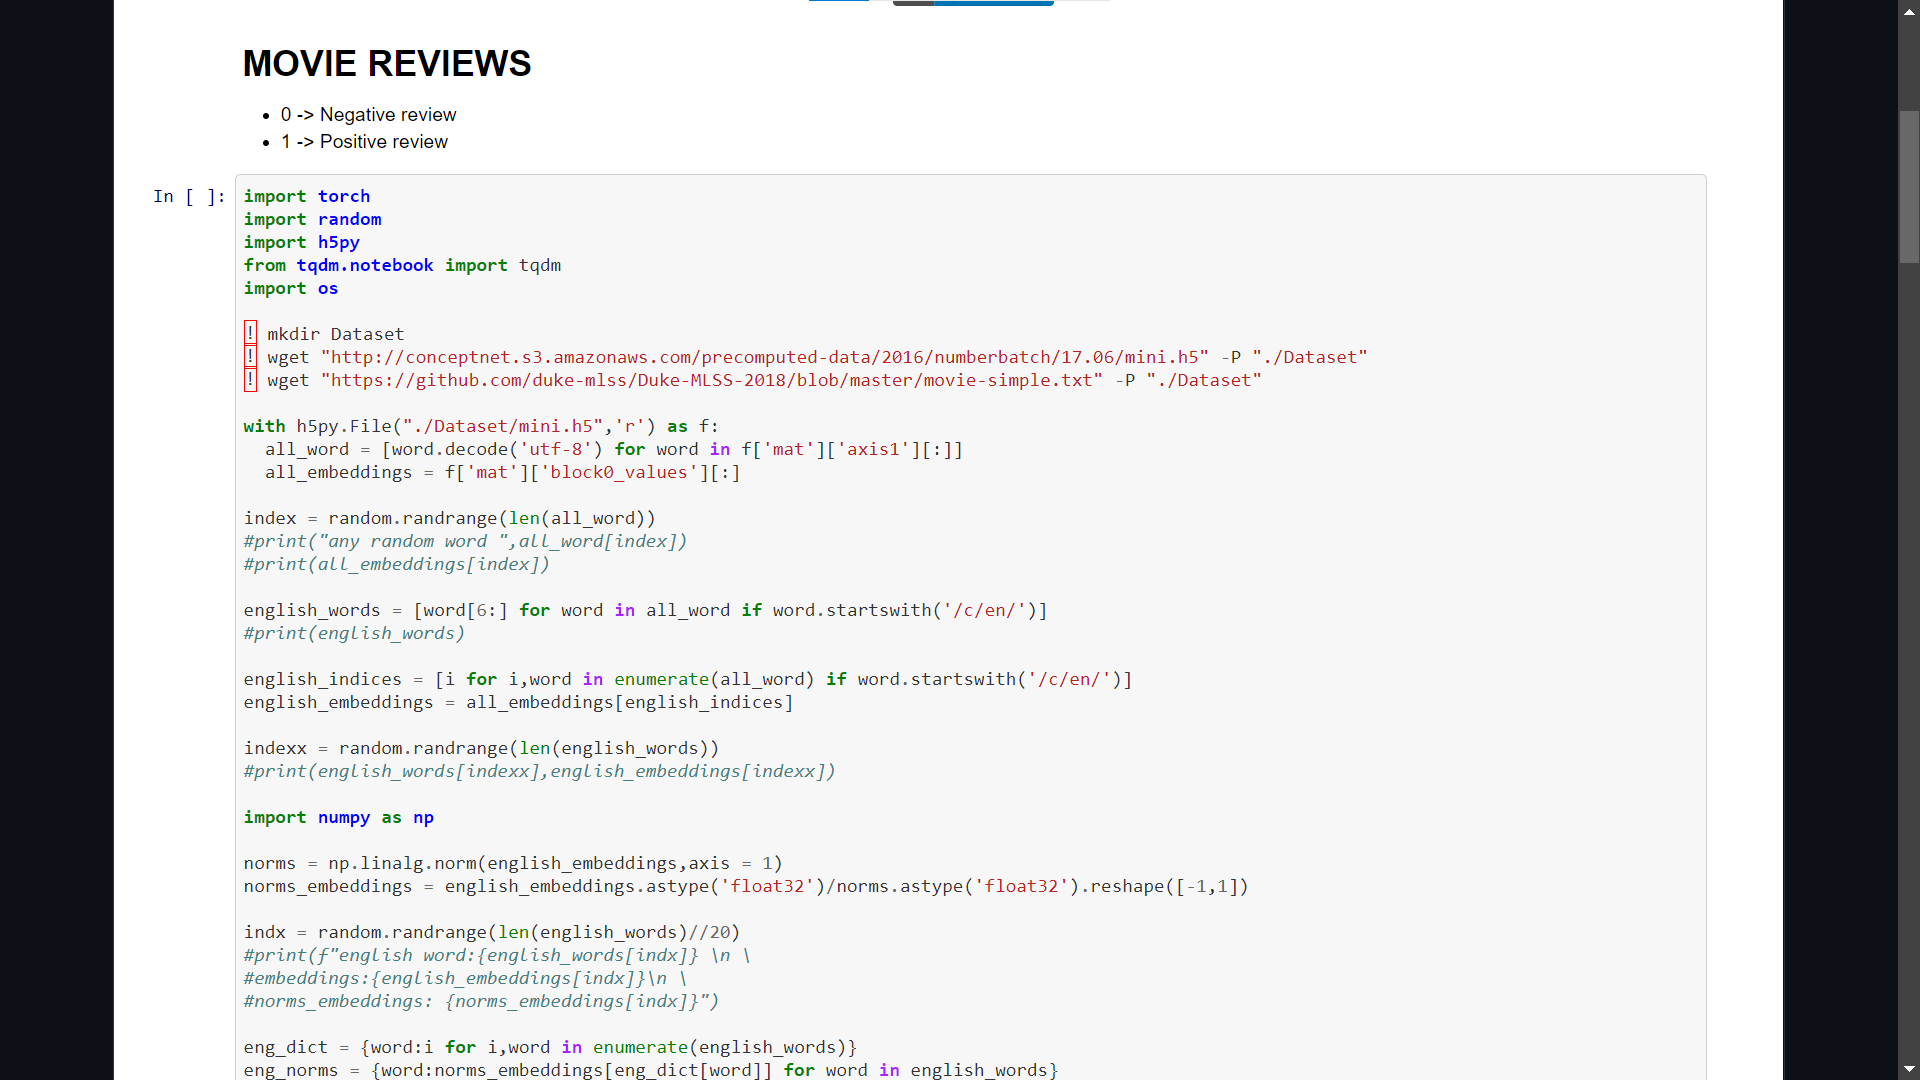 MOVIE REVIEWS
• 0 -> Negative review
• 1 -> Positive review
In [ ]:
import torch
import random
import h5py
from tqdm.notebook import tqdm
import os
! mkdir Dataset
! wget "http://conceptnet.s3.amazonaws.com/precomputed-data/2016/numberbatch/17.06/mini.h5" -P "./Dataset"
! wget "https://github.com/duke-mlss/Duke-MLSS-2018/blob/master/movie-simple.txt" -P "./Dataset"
with h5py.File("./Dataset/mini.h5",'r') as f:
  all_word = [word.decode('utf-8') for word in f['mat']['axis1'][:]]
  all_embeddings = f['mat']['block0_values'][:]
index = random.randrange(len(all_word))
#print("any random word ",all_word[index])
#print(all_embeddings[index])
english_words = [word[6:] for word in all_word if word.startswith('/c/en/')]
#print(english_words)
english_indices = [i for i,word in enumerate(all_word) if word.startswith('/c/en/')]
english_embeddings = all_embeddings[english_indices]
indexx = random.randrange(len(english_words))
#print(english_words[indexx],english_embeddings[indexx])
import numpy as np
norms = np.linalg.norm(english_embeddings,axis = 1)
norms_embeddings = english_embeddings.astype('float32')/norms.astype('float32').reshape([-1,1])
indx = random.randrange(len(english_words)//20)
#print(f"english word:{english_words[indx]} \n \
#embeddings:{english_embeddings[indx]}\n \
#norms_embeddings: {norms_embeddings[indx]}")
eng_dict = {word:i for i,word in enumerate(english_words)}
eng_norms = {word:norms_embeddings[eng_dict[word]] for word in english_words}